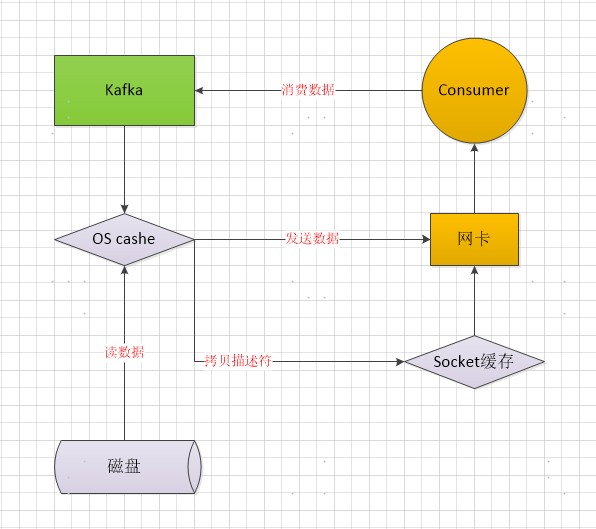 Kafka
消费数据
Consumer
OS cashe
发送数据
网卡
读数据
拷贝描述符
Socket缓存
磁盘